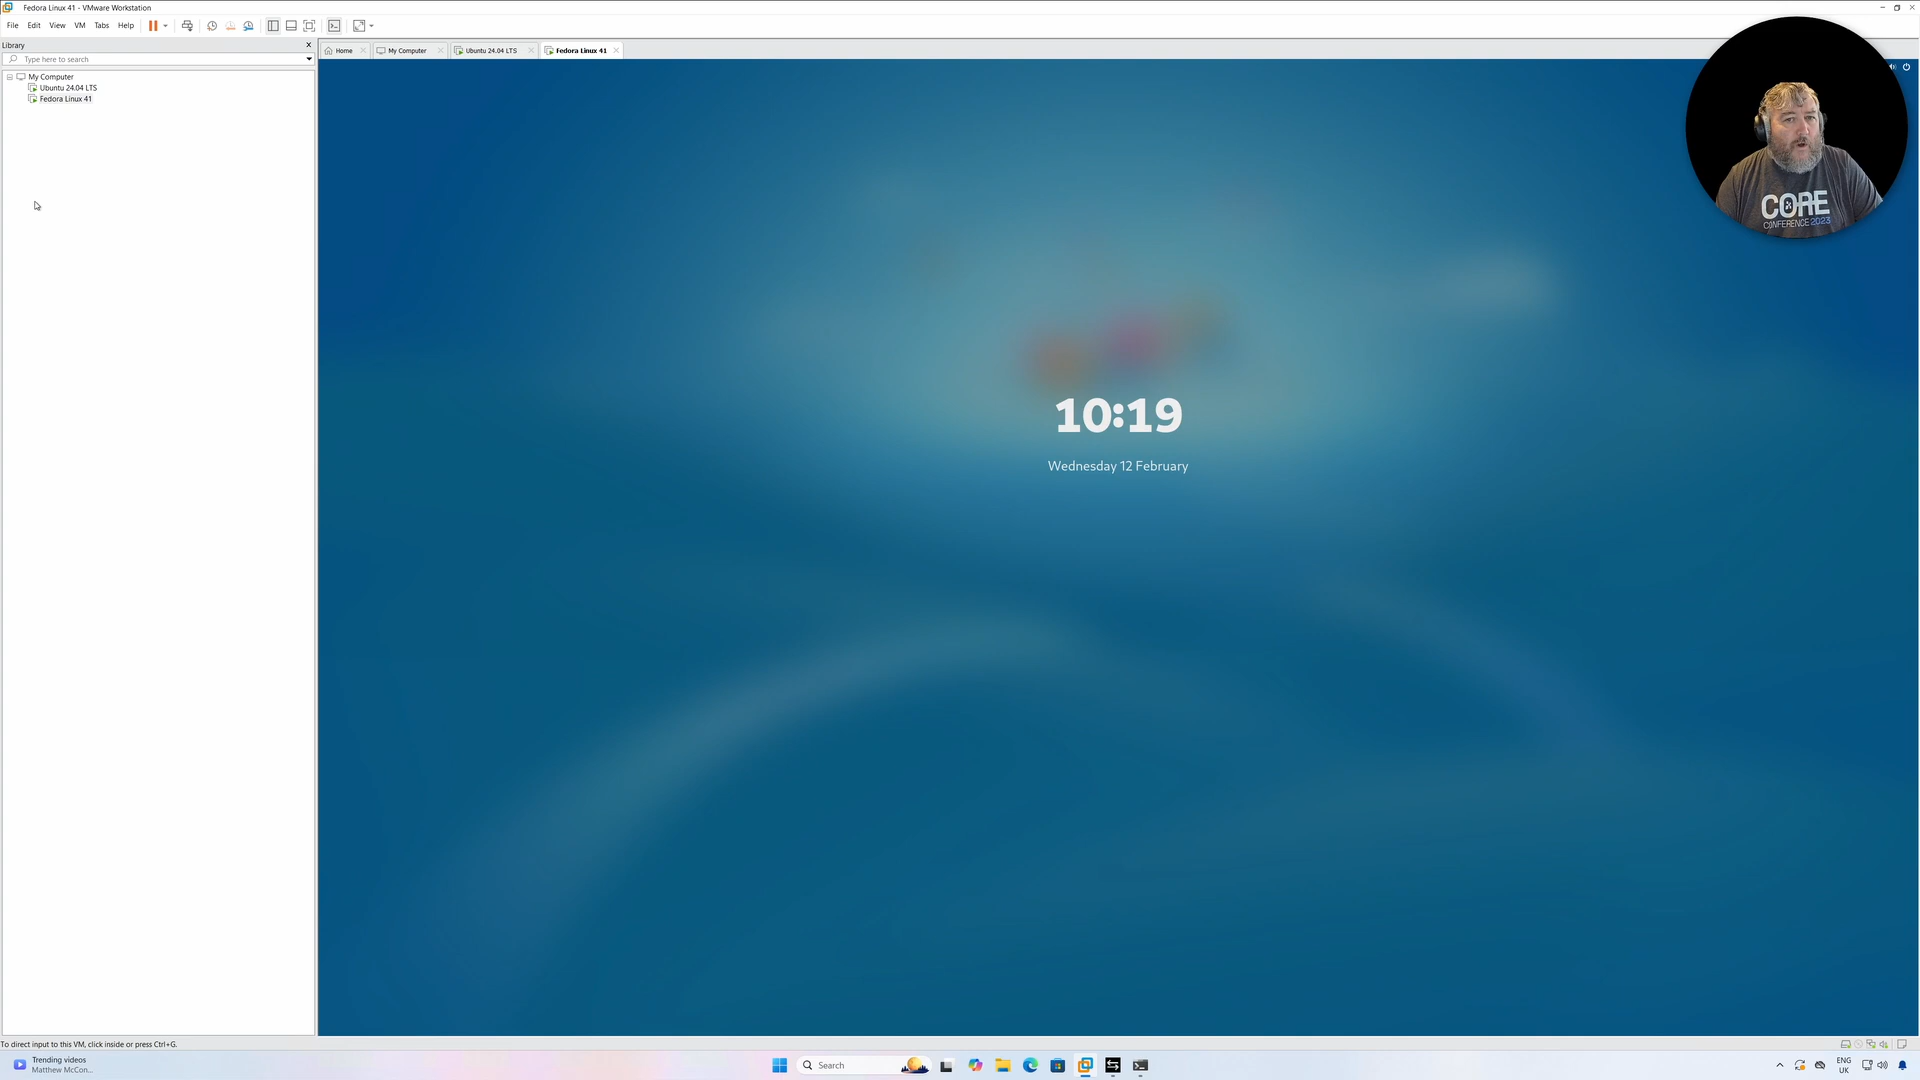 Fedora Linux 41 - VMware Workstation
File Edit View VM Tabs Help
Library
Type here to search
My Computer
Ubuntu 24.04 LTS
Fedora Linux 41
Home
My Computer
Ubuntu 24.04 LTS
Fedora Linux 41
10:19
Wednesday 12 February
CORE
CONFERENCE 2023
To direct input to this VM, click inside or press Ctrl+G.
Trending videos
Matthew McCon...
Search
ENG
UK